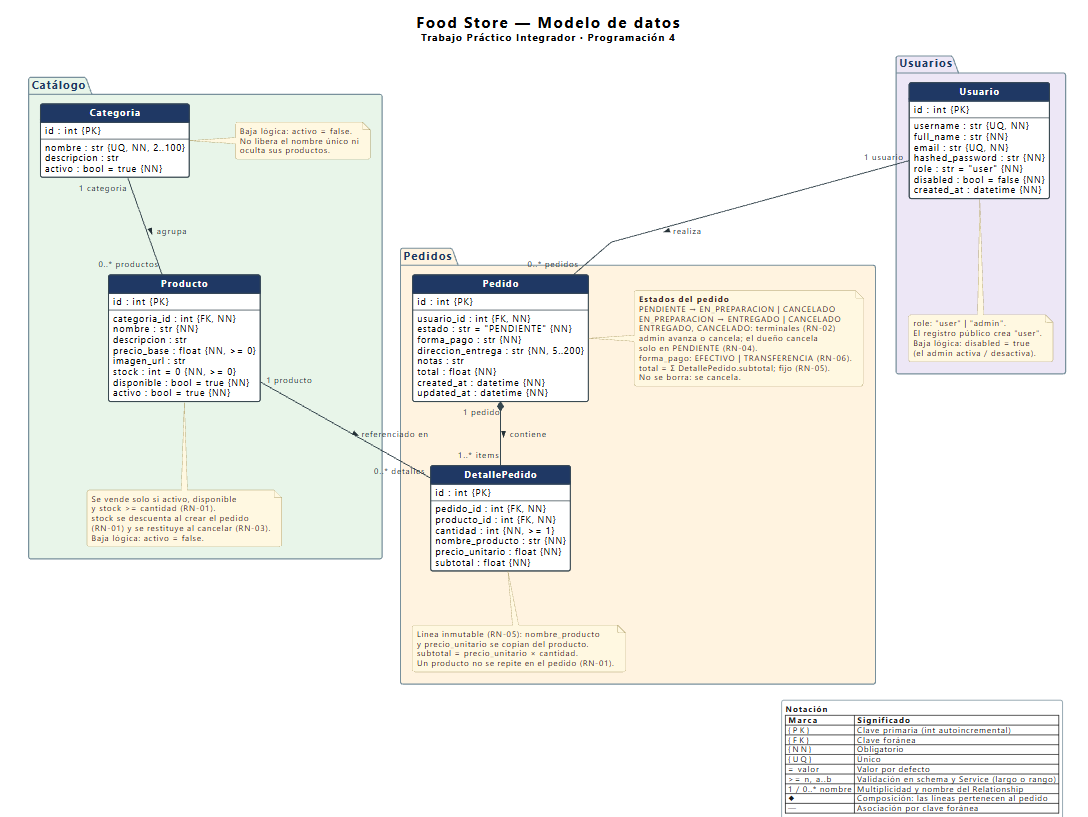 Food Store — Modelo de datos
Trabajo Práctico Integrador · Programación 4
Catálogo
Categoria
id : int {PK}
nombre : str {UQ, NN, 2..100}
descripcion : str
activo : bool = true {NN}
Baja lógica: activo = false.
No libera el nombre único ni
oculta sus productos.
1 categoria
agrupa
0..* productos
Producto
id : int {PK}
categoria_id : int {FK, NN}
nombre : str {NN}
descripcion : str
precio_base : float {NN, >= 0}
imagen_url : str
stock : int = 0 {NN, >= 0}
disponible : bool = true {NN}
activo : bool = true {NN}
1 producto
referenciado en
0..* detalles
Se vende solo si activo, disponible
y stock >= cantidad (RN-01).
stock se descuenta al crear el pedido
(RN-01) y se restituye al cancelar (RN-03).
Baja lógica: activo = false.
Usuarios
Usuario
id : int {PK}
username : str {UQ, NN}
full_name : str {NN}
email : str {UQ, NN}
hashed_password : str {NN}
role : str = "user" {NN}
disabled : bool = false {NN}
created_at : datetime {NN}
1 usuario
realiza
0..* pedidos
role: "user" | "admin".
El registro público crea "user".
Baja lógica: disabled = true
(el admin activa / desactiva).
Pedidos
Pedido
id : int {PK}
usuario_id : int {FK, NN}
estado : str = "PENDIENTE" {NN}
forma_pago : str {NN}
direccion_entrega : str {NN, 5..200}
notas : str
total : float {NN}
created_at : datetime {NN}
updated_at : datetime {NN}
Estados del pedido
PENDIENTE → EN_PREPARACION | CANCELADO
EN_PREPARACION → ENTREGADO | CANCELADO
ENTREGADO, CANCELADO: terminales (RN-02)
admin avanza o cancela; el dueño cancela
solo en PENDIENTE (RN-04).
forma_pago: EFECTIVO | TRANSFERENCIA (RN-06).
total = Σ DetallePedido.subtotal; fijo (RN-05).
No se borra: se cancela.
1 pedido
contiene
1..* items
DetallePedido
id : int {PK}
pedido_id : int {FK, NN}
producto_id : int {FK, NN}
cantidad : int {NN, >= 1}
nombre_producto : str {NN}
precio_unitario : float {NN}
subtotal : float {NN}
Línea inmutable (RN-05): nombre_producto
y precio_unitario se copian del producto.
subtotal = precio_unitario × cantidad.
Un producto no se repite en el pedido (RN-01).
Notación
Marca Significado
{PK} Clave primaria (int autoincremental)
{FK} Clave foránea
{NN} Obligatorio
{UQ} Único
= valor Valor por defecto
>= n, a..b Validación en schema y Service (largo o rango)
1 / 0..* nombre Multiplicidad y nombre del Relationship
◆ Composición: las líneas pertenecen al pedido
— Asociación por clave foránea